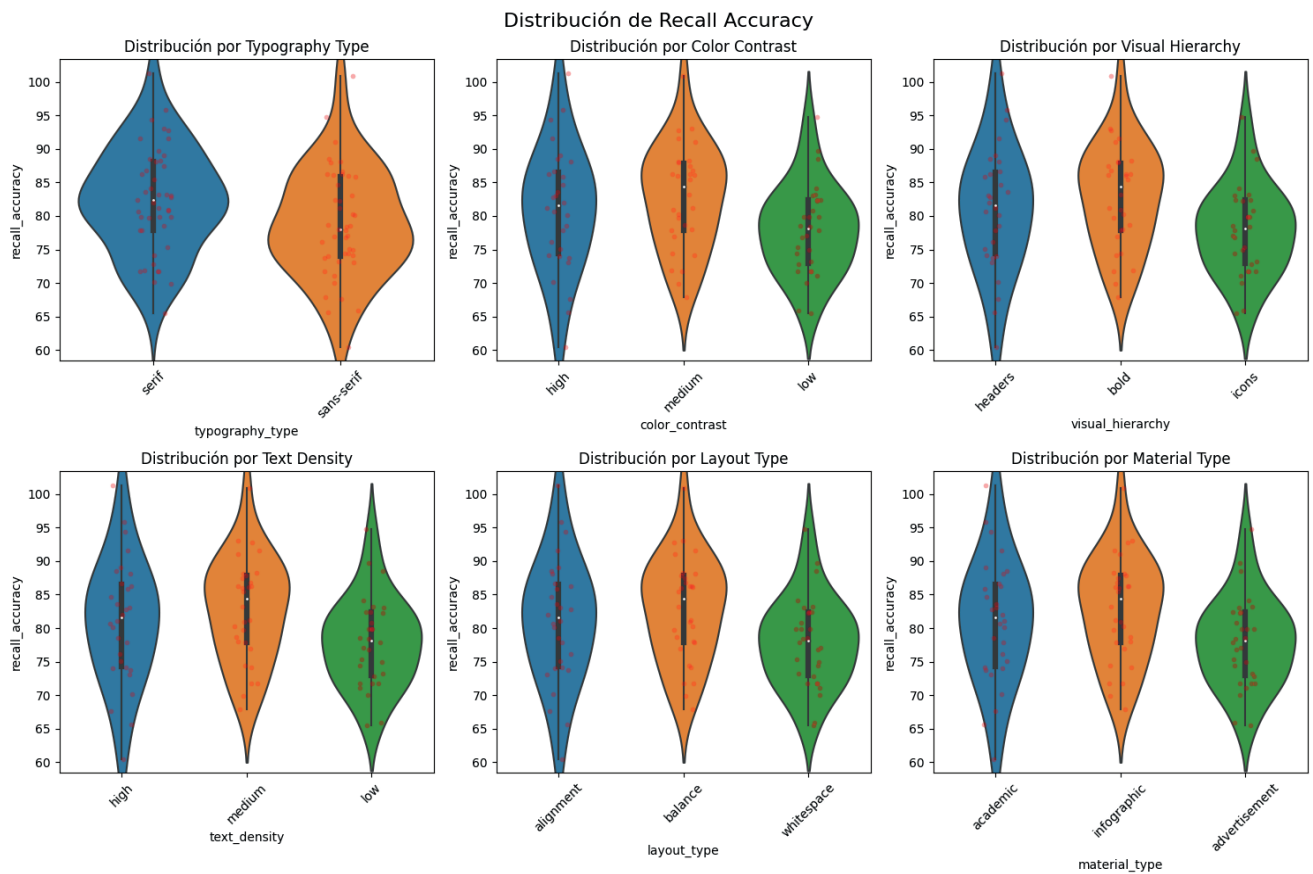 Distribución de Recall Accuracy
Distribución por Typography Type
recall_accuracy
100
95
90
85
80
75
70
65
60
serif
sans-serif
typography_type
Distribución por Color Contrast
recall_accuracy
100
95
90
85
80
75
70
65
60
high
medium
low
color_contrast
Distribución por Visual Hierarchy
recall_accuracy
100
95
90
85
80
75
70
65
60
headers
bold
icons
visual_hierarchy
Distribución por Text Density
recall_accuracy
100
95
90
85
80
75
70
65
60
high
medium
low
text_density
Distribución por Layout Type
recall_accuracy
100
95
90
85
80
75
70
65
60
alignment
balance
whitespace
layout_type
Distribución por Material Type
recall_accuracy
100
95
90
85
80
75
70
65
60
academic
infographic
advertisement
material_type